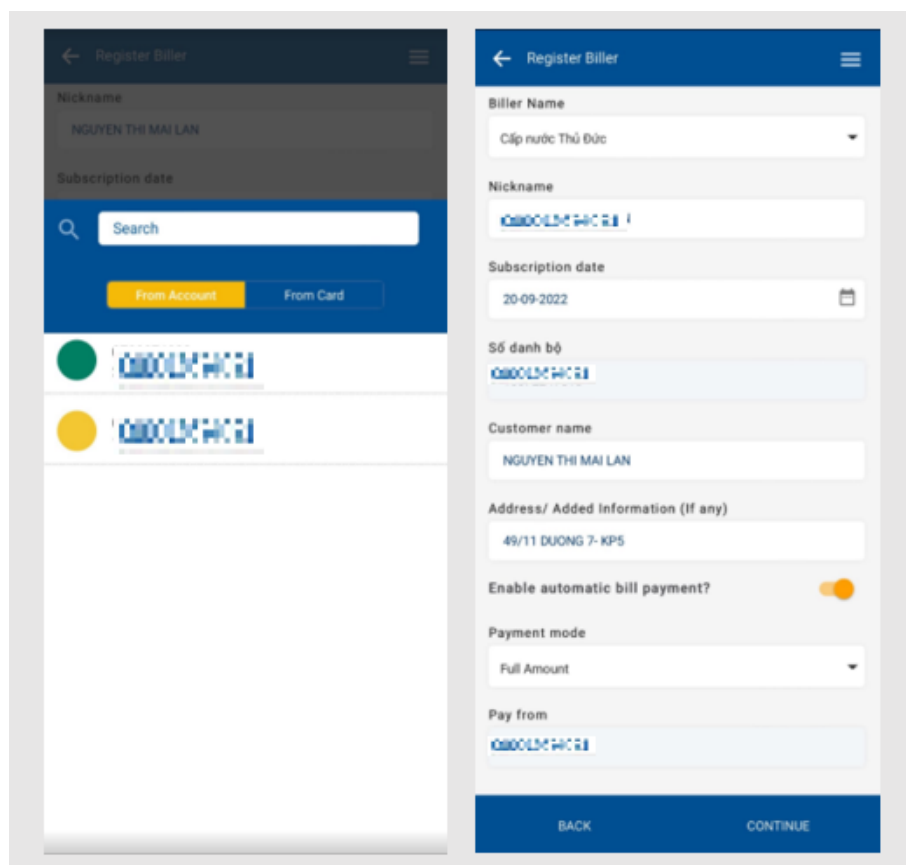 Register Biller
Nickname
NGUYEN THI MAI LAN
Subscription date
Search
From Account
From Card
Register Biller
Biller Name
Cấp nước Thủ Đức
Nickname
Subscription date
20-09-2022
Số danh bộ
Customer name
NGUYEN THI MAI LAN
Address/ Added Information (If any)
49/11 DUONG 7- KP5
Enable automatic bill payment?
Payment mode
Full Amount
Pay from
BACK
CONTINUE